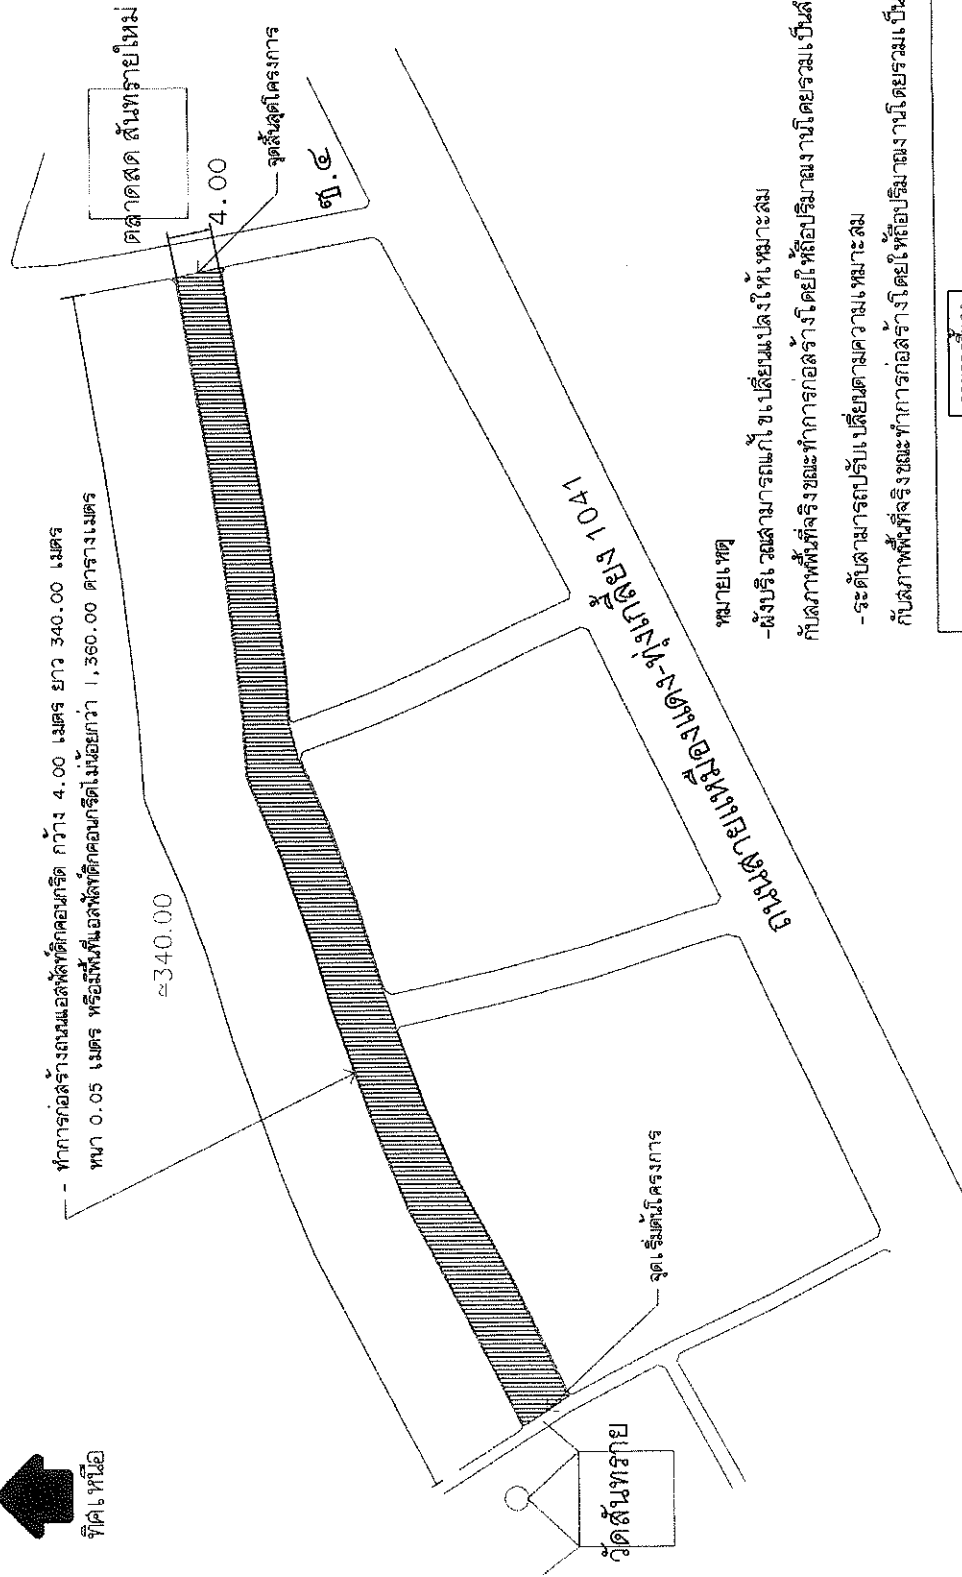 ทิศเหนือ
- ทำการก่อสร้างถนนแอสฟัลท์ติกคอนกรีต กว้าง 4.00 เมตร ยาว 340.00 เมตร
หนา 0.05 เมตร หรือมีพื้นที่แอสฟัลท์ติกคอนกรีตไม่น้อยกว่า 1,360.00 ตารางเมตร
≈340.00
ตลาดสด สันทรายใหม่
4.00
จุดสิ้นสุดโครงการ
ซ.๔
วัดสันทราย
จุดเริ่มต้นโครงการ
ถนนสายแม่เมืองแดง-ทุ่งเกลี้ยง 1041
หมายเหตุ
-ผังบริเวณสามารถแก้ไขเปลี่ยนแปลงให้เหมาะสม
กับสภาพพื้นที่จริงขณะทำการก่อสร้างโดยให้ถือปริมาณงานโดยรวมเป็นส
-ระดับสามารถปรับเปลี่ยนตามความเหมาะสม
กับสภาพพื้นที่จริงขณะทำการก่อสร้างโดยให้ถือปริมาณงานโดยรวมเป็น